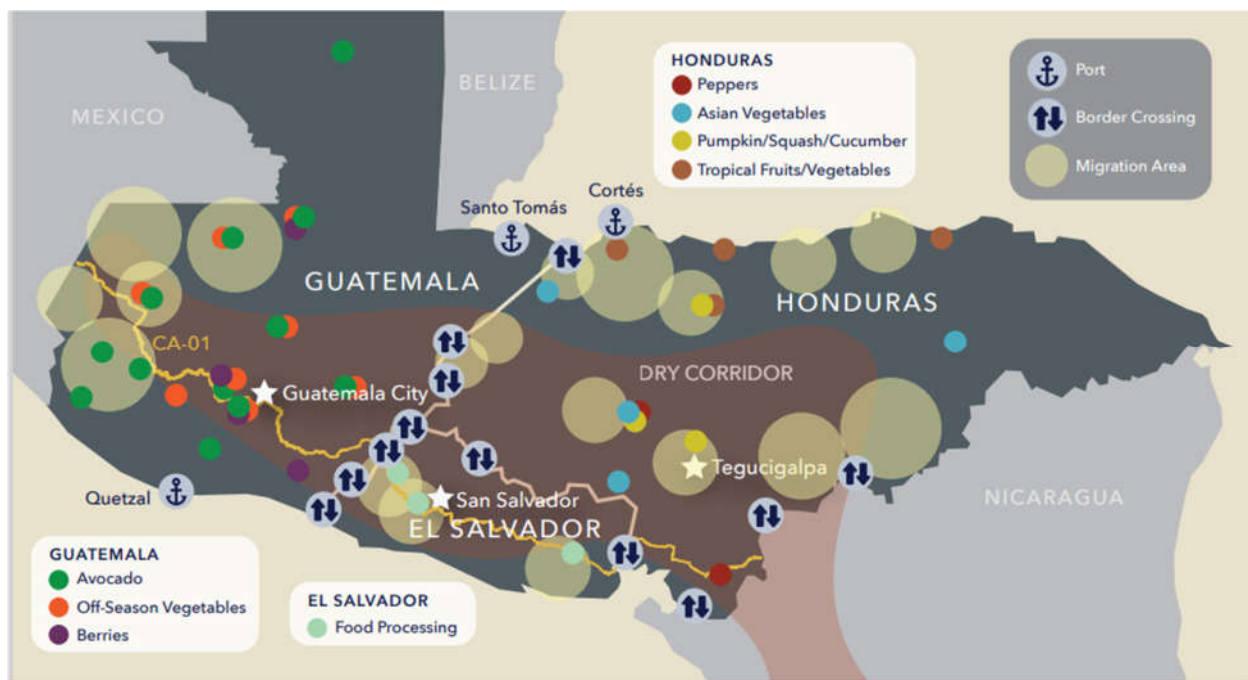 MEXICO
BELIZE
HONDURAS
Peppers
Asian Vegetables
Pumpkin/Squash/Cucumber
Tropical Fruits/Vegetables
Port
Border Crossing
Migration Area
Santo Tomás
Cortés
GUATEMALA
HONDURAS
CA-01
DRY CORRIDOR
Guatemala City
Tegucigalpa
Quetzal
San Salvador
EL SALVADOR
NICARAGUA
GUATEMALA
Avocado
Off-Season Vegetables
Berries
EL SALVADOR
Food Processing